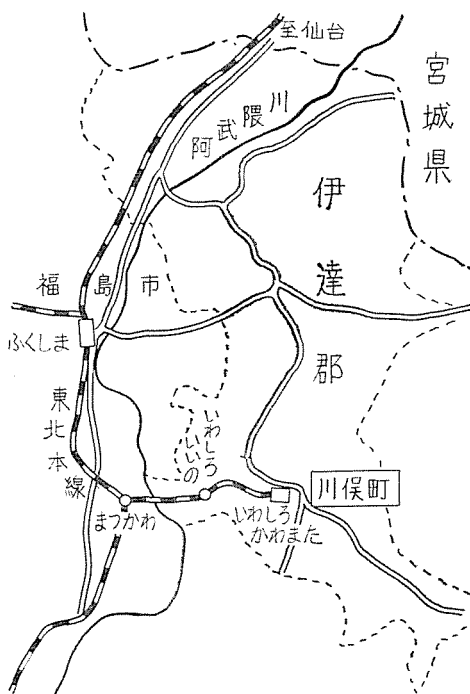 至仙台
宮城県
阿武隈川
伊達郡
福島市
ふくしま
東北本線
いわしろ
いいの
川俣町
まつかわ
いわしろ
かわまた